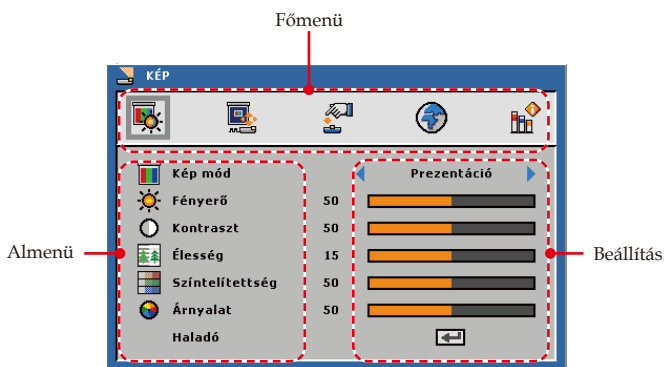 Főmenü
KÉP
Kép mód
Prezentáció
Fényerő 50
Kontraszt 50
Almenü
Élesség 15
Beállítás
Színtelítettség 50
Árnyalat 50
Haladó